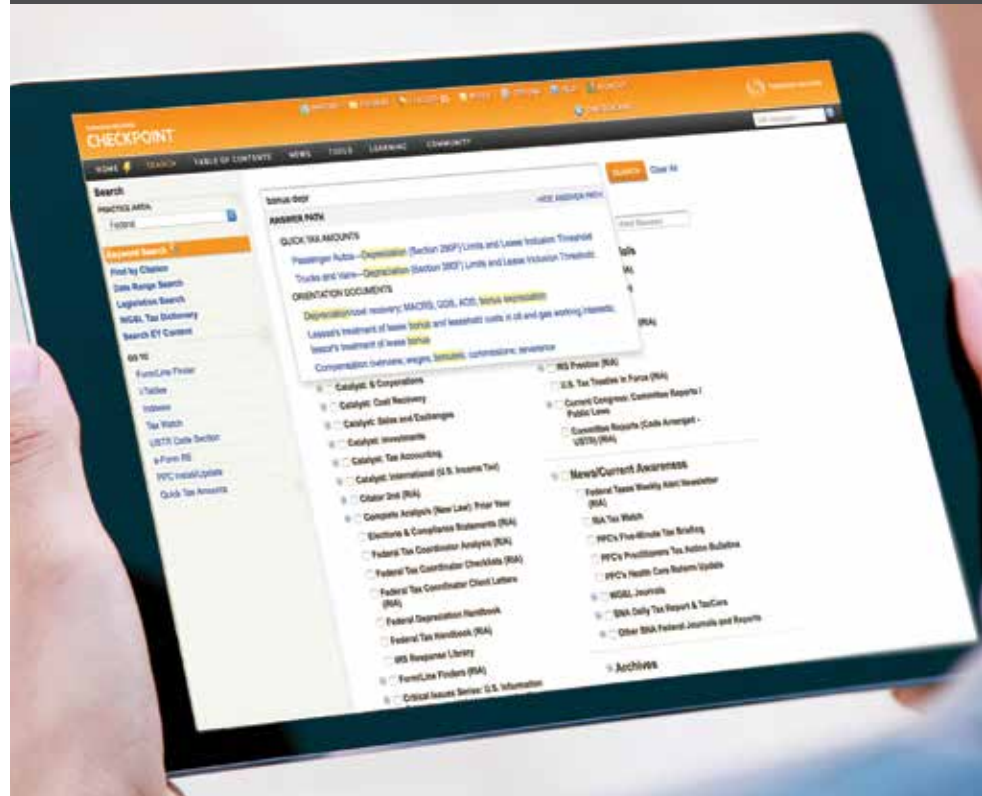 CHECKPOINT
HOME SEARCH TABLE OF CONTENTS NEWS TOOLS LEARNING COMMUNITY
Search
PRACTICE AREA:
Federal
Keyword Search
Find by Citation
Date Range Search
Legislation Search
WG&L Tax Dictionary
Search EY Content
GO TO
Form/Line Finder
Indexes
Tax Watch
USTR Code Section
e-Form RS
PPC Install/Update
Quick Tax Amounts
bonus depr
SEARCH Clear All
ANSWER PATH
HIDE ANSWER PATH
QUICK TAX AMOUNTS
Passenger Autos—Depreciation (Section 280F) Limits and Lease Inclusion Threshold
Trucks and Vans—Depreciation (Section 280F) Limits and Lease Inclusion Threshold
ORIENTATION DOCUMENTS
Depreciation/cost recovery; MACRS, GDS, ADS, bonus depreciation
Lessee's treatment of lease bonus and leasehold costs in oil and gas working interests;
lessor's treatment of lease bonus
Compensation overview; wages, bonuses, commissions; severance
Catalyst: S Corporations
Catalyst: Cost Recovery
Catalyst: Sales and Exchanges
Catalyst: Investments
Catalyst: Tax Accounting
Catalyst: International (U.S. Income Tax)
Citator 2nd (RIA)
Complete Analysis (New Law): Prior Year
Elections & Compliance Statements (RIA)
Federal Tax Coordinator Analysis (RIA)
Federal Tax Coordinator Checklists (RIA)
Federal Tax Coordinator Client Letters
(RIA)
Federal Depreciation Handbook
Federal Tax Handbook (RIA)
IRS Response Library
Form/Line Finders (RIA)
Critical Issues Series: U.S. Information
(RIA)
IRS Practice (RIA)
U.S. Tax Treaties in Force (RIA)
Current Congress: Committee Reports /
Public Laws
Committee Reports (Code Arranged -
USTR) (RIA)
News/Current Awareness
Federal Taxes Weekly Alert Newsletter
(RIA)
RIA Tax Watch
PPC's Five-Minute Tax Briefing
PPC's Practitioners Tax Action Bulletins
PPC's Health Care Reform Update
WG&L Journals
BNA Daily Tax Report & TaxCore
Other BNA Federal Journals and Reports
Archives